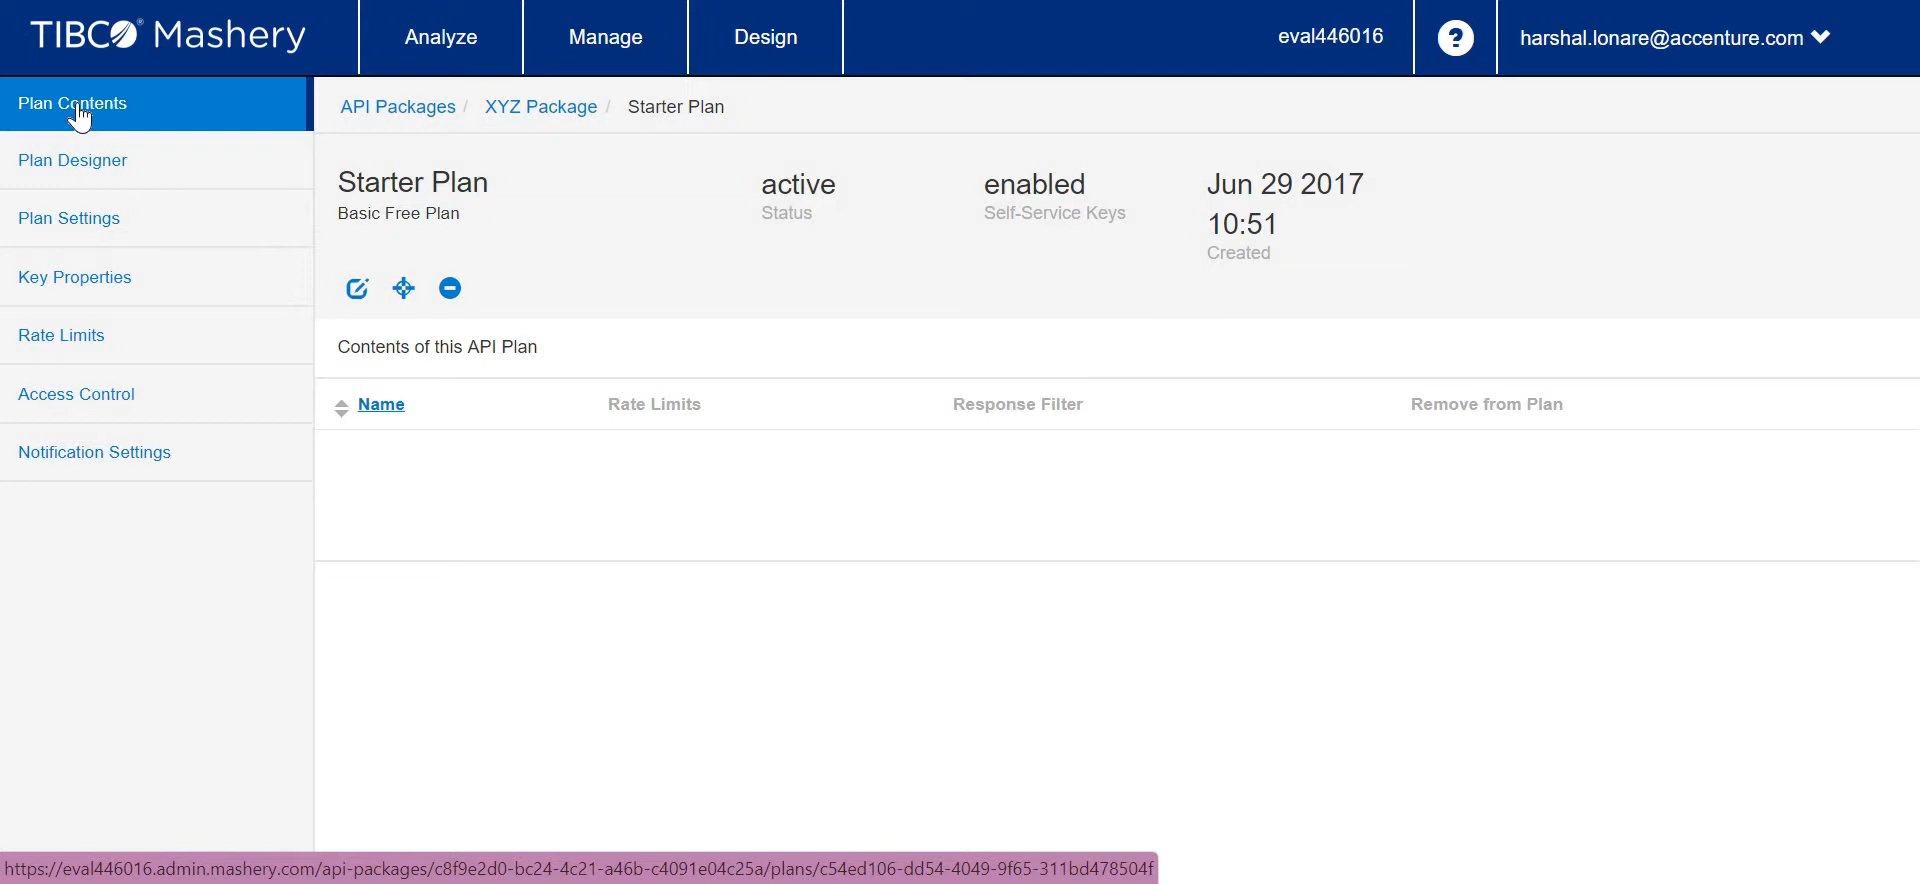 TIBCO® Mashery
Analyze
Manage
Design
eval446016
?
harshal.lonare@accenture.com
Plan Contents
Plan Designer
Plan Settings
Key Properties
Rate Limits
Access Control
Notification Settings
API Packages / XYZ Package / Starter Plan
Starter Plan
Basic Free Plan
active
Status
enabled
Self-Service Keys
Jun 29 2017
10:51
Created
Contents of this API Plan
Name Rate Limits Response Filter Remove from Plan
https://eval446016.admin.mashery.com/api-packages/c8f9e2d0-bc24-4c21-a46b-c4091e04c25a/plans/c54ed106-dd54-4049-9f65-311bd478504f